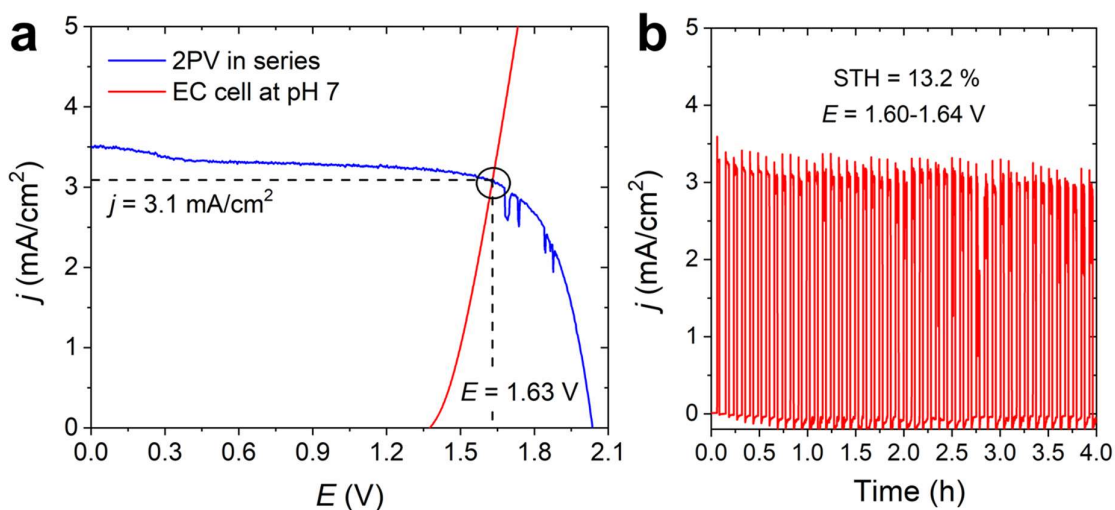 a
5
4
3
2
1
0
j (mA/cm²)
2PV in series
EC cell at pH 7
j = 3.1 mA/cm²
E = 1.63 V
0.0 0.3 0.6 0.9 1.2 1.5 1.8 2.1
E (V)
b
5
4
3
2
1
0
j (mA/cm²)
STH = 13.2 %
E = 1.60-1.64 V
0.0 0.5 1.0 1.5 2.0 2.5 3.0 3.5 4.0
Time (h)